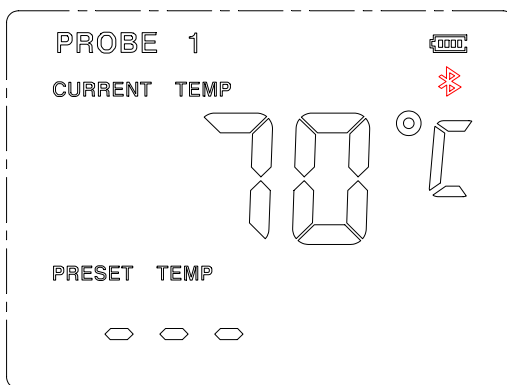 PROBE 1
CURRENT TEMP
70°C
PRESET TEMP
- - -